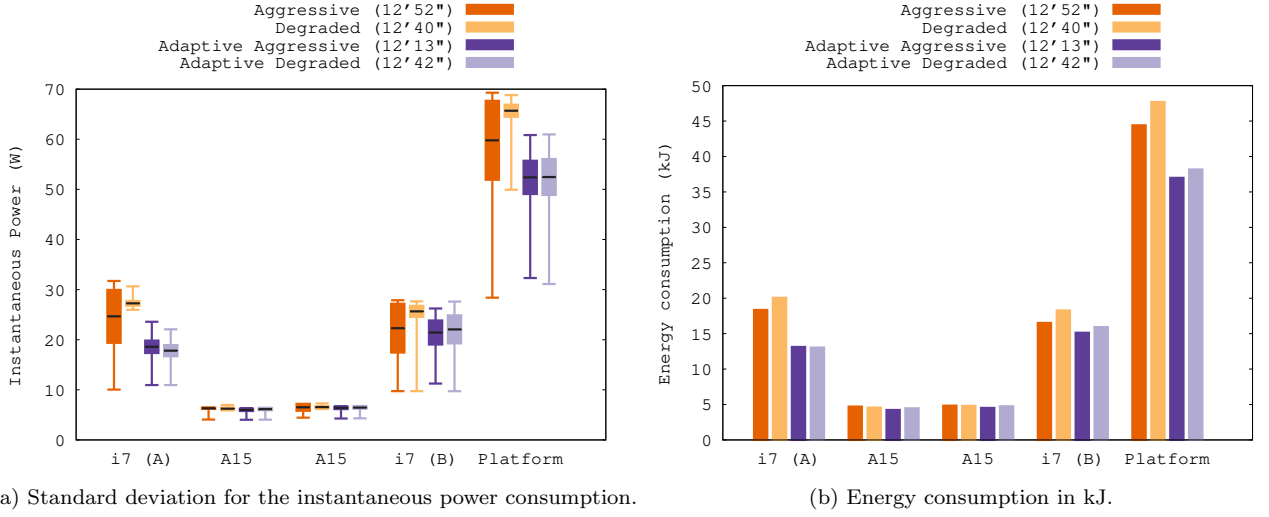 Aggressive (12′52")
Degraded (12′40")
Adaptive Aggressive (12′13")
Adaptive Degraded (12′42")
Instantaneous Power (W)
70
60
50
40
30
20
10
0
i7 (A) A15 A15 i7 (B) Platform
a) Standard deviation for the instantaneous power consumption.
Aggressive (12′52")
Degraded (12′40")
Adaptive Aggressive (12′13")
Adaptive Degraded (12′42")
Energy consumption (kJ)
50
45
40
35
30
25
20
15
10
5
0
i7 (A) A15 A15 i7 (B) Platform
(b) Energy consumption in kJ.